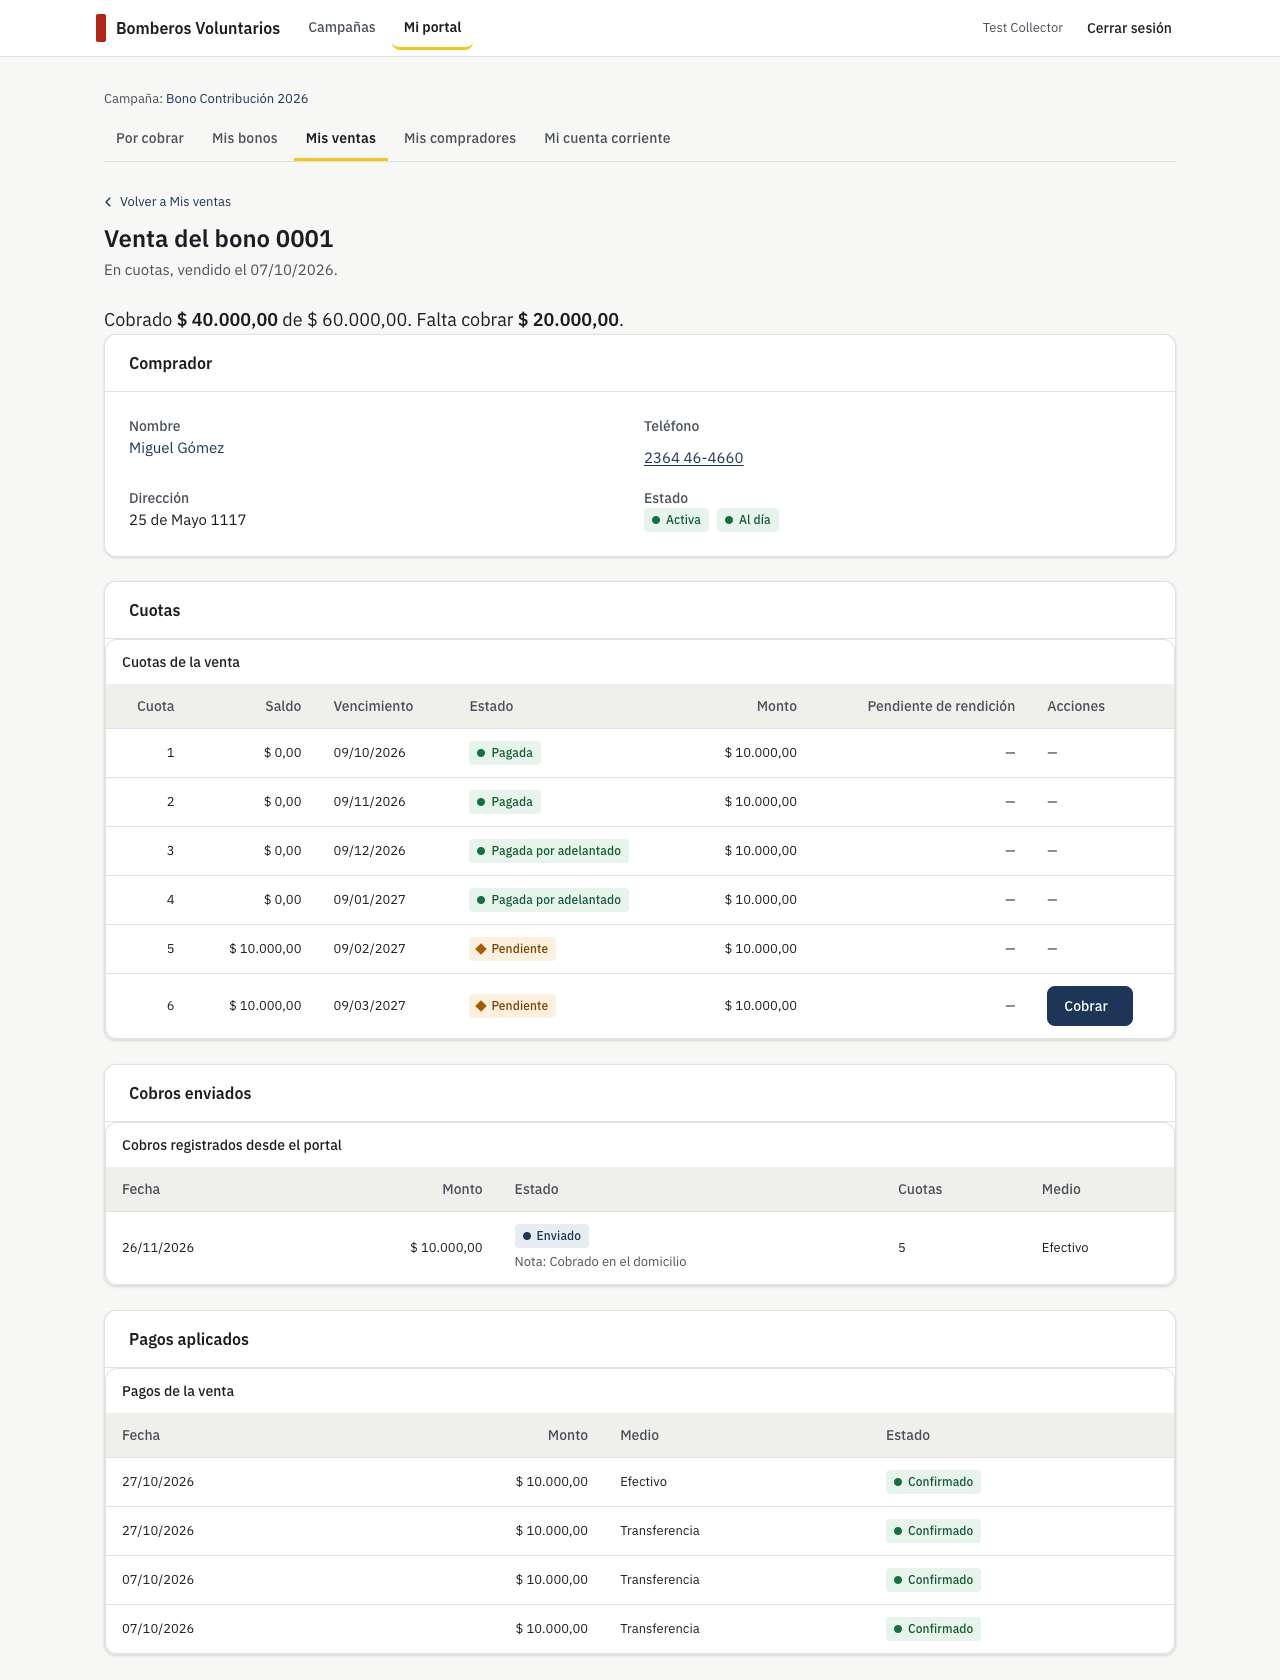 Bomberos Voluntarios Campañas Mi portal Test Collector Cerrar sesión
Campaña: Bono Contribución 2026
Por cobrar Mis bonos Mis ventas Mis compradores Mi cuenta corriente
Volver a Mis ventas
Venta del bono 0001
En cuotas, vendido el 07/10/2026.
Cobrado $ 40.000,00 de $ 60.000,00. Falta cobrar $ 20.000,00.
Comprador
Nombre Teléfono
Miguel Gómez 2364 46-4660
Dirección Estado
25 de Mayo 1117 Activa Al día
Cuotas
Cuotas de la venta
Cuota Saldo Vencimiento Estado Monto Pendiente de rendición Acciones
1 $ 0,00 09/10/2026 Pagada $ 10.000,00 — —
2 $ 0,00 09/11/2026 Pagada $ 10.000,00 — —
3 $ 0,00 09/12/2026 Pagada por adelantado $ 10.000,00 — —
4 $ 0,00 09/01/2027 Pagada por adelantado $ 10.000,00 — —
5 $ 10.000,00 09/02/2027 Pendiente $ 10.000,00 — —
6 $ 10.000,00 09/03/2027 Pendiente $ 10.000,00 — Cobrar
Cobros enviados
Cobros registrados desde el portal
Fecha Monto Estado Cuotas Medio
26/11/2026 $ 10.000,00 Enviado 5 Efectivo
Nota: Cobrado en el domicilio
Pagos aplicados
Pagos de la venta
Fecha Monto Medio Estado
27/10/2026 $ 10.000,00 Efectivo Confirmado
27/10/2026 $ 10.000,00 Transferencia Confirmado
07/10/2026 $ 10.000,00 Transferencia Confirmado
07/10/2026 $ 10.000,00 Transferencia Confirmado